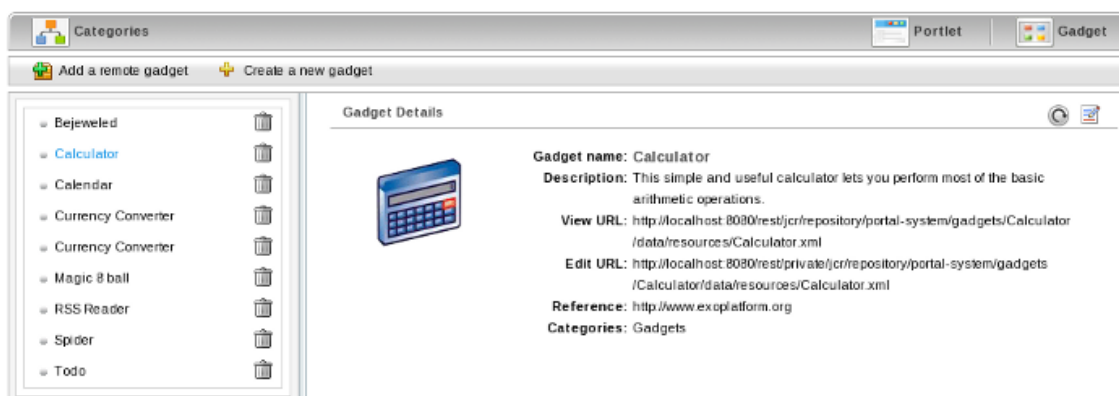 Categories Portlet Gadget
Add a remote gadget Create a new gadget
Gadget Details
Bejeweled
Calculator
Calendar
Currency Converter
Currency Converter
Magic 8 ball
RSS Reader
Spider
Todo
Gadget name: Calculator
Description: This simple and useful calculator lets you perform most of the basic
arithmetic operations.
View URL: http://localhost:8080/rest/jcr/repository/portal-system/gadgets/Calculator
/data/resources/Calculator.xml
Edit URL: http://localhost:8080/rest/private/jcr/repository/portal-system/gadgets
/Calculator/data/resources/Calculator.xml
Reference: http://www.exoplatform.org
Categories: Gadgets